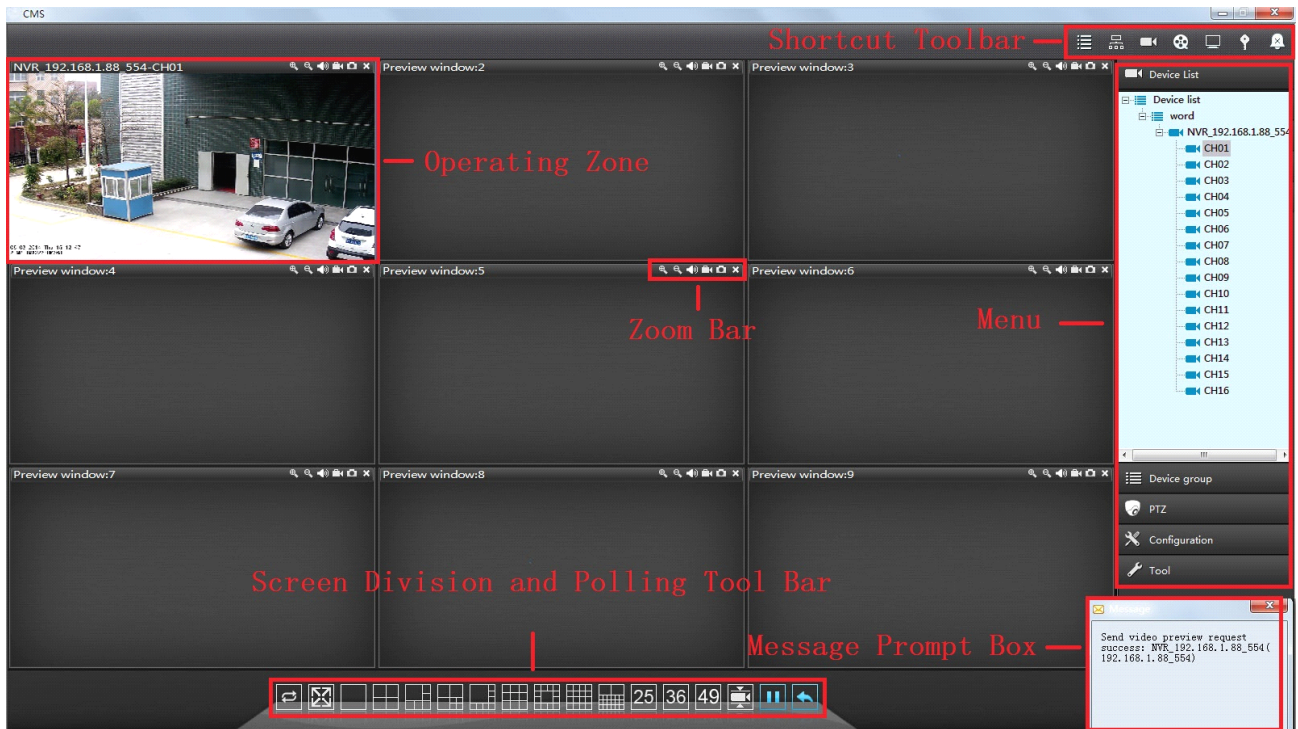 CMS
Shortcut Toolbar
NVR_192.168.1.88_554-CH01
Preview window:2
Preview window:3
Device List
Device list
word
NVR_192.168.1.88_554
CH01
CH02
CH03
CH04
CH05
CH06
CH07
CH08
CH09
CH10
CH11
CH12
CH13
CH14
CH15
CH16
Operating Zone
Preview window:4
Preview window:5
Preview window:6
Zoom Bar
Menu
Preview window:7
Preview window:8
Preview window:9
Device group
PTZ
Configuration
Tool
Screen Division and Polling Tool Bar
Message
Send video preview request
success: NVR_192.168.1.88_554(
192.168.1.88_554)
Message Prompt Box
25 36 49